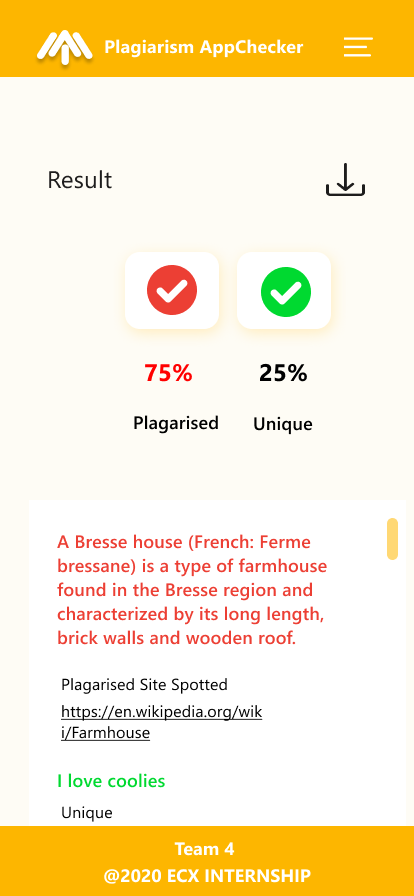 Plagiarism AppChecker
Result
75%
25%
Plagarised
Unique
A Bresse house (French: Ferme
bressane) is a type of farmhouse
found in the Bresse region and
characterized by its long length,
brick walls and wooden roof.
Plagarised Site Spotted
https://en.wikipedia.org/wik
i/Farmhouse
I love coolies
Unique
Team 4
@2020 ECX INTERNSHIP